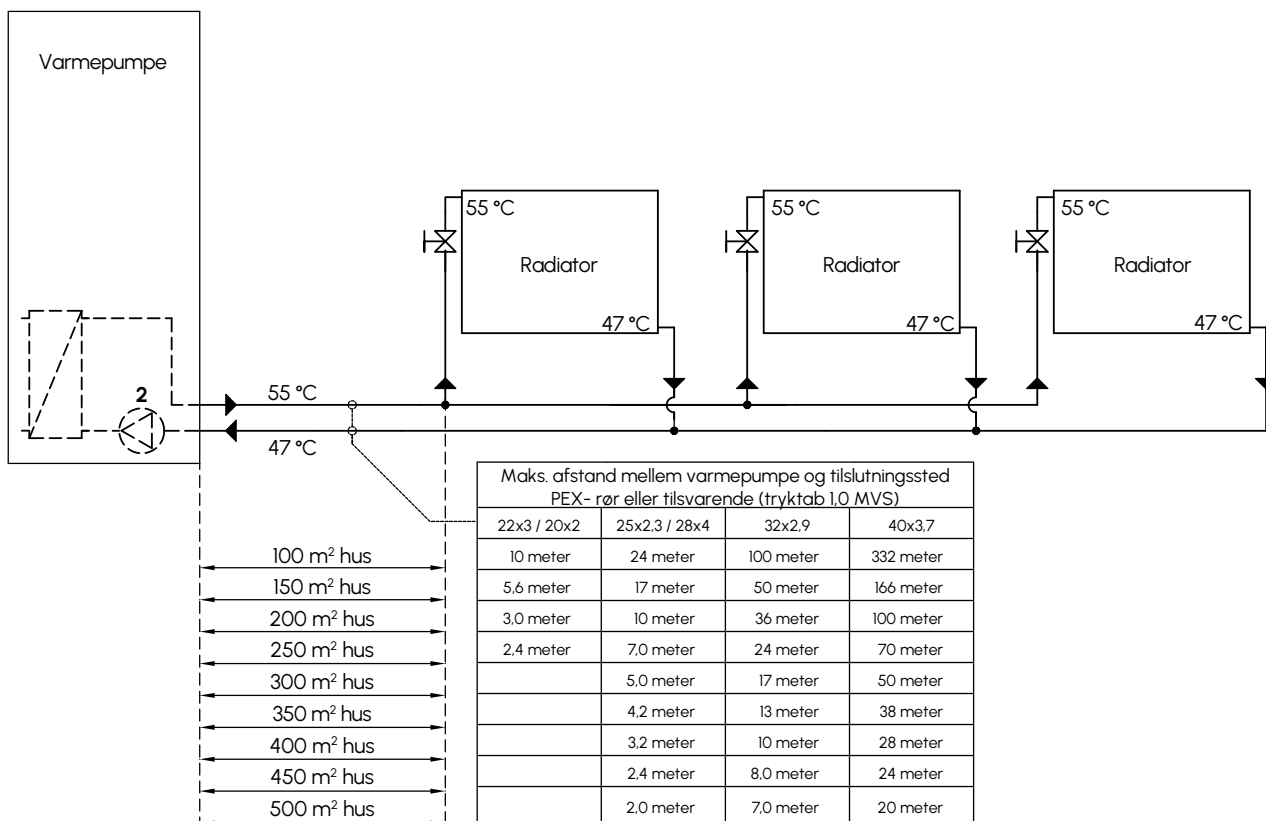 Varmepumpe
55 °C
Radiator
47 °C
55 °C
Radiator
47 °C
55 °C
Radiator
47 °C
2
55 °C
47 °C
Maks. afstand mellem varmepumpe og tilslutningssted
PEX- rør eller tilsvarende (tryktab 1,0 MVS)
22x3 / 20x2 25x2,3 / 28x4 32x2,9 40x3,7
100 m² hus 10 meter 24 meter 100 meter 332 meter
150 m² hus 5,6 meter 17 meter 50 meter 166 meter
200 m² hus 3,0 meter 10 meter 36 meter 100 meter
250 m² hus 2,4 meter 7,0 meter 24 meter 70 meter
300 m² hus 5,0 meter 17 meter 50 meter
350 m² hus 4,2 meter 13 meter 38 meter
400 m² hus 3,2 meter 10 meter 28 meter
450 m² hus 2,4 meter 8,0 meter 24 meter
500 m² hus 2,0 meter 7,0 meter 20 meter